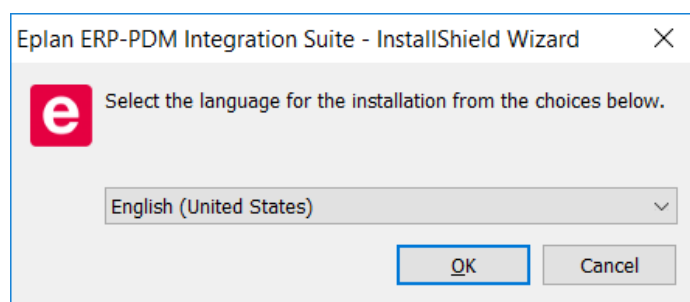 Eplan ERP-PDM Integration Suite - InstallShield Wizard
e
Select the language for the installation from the choices below.
English (United States)
OK Cancel